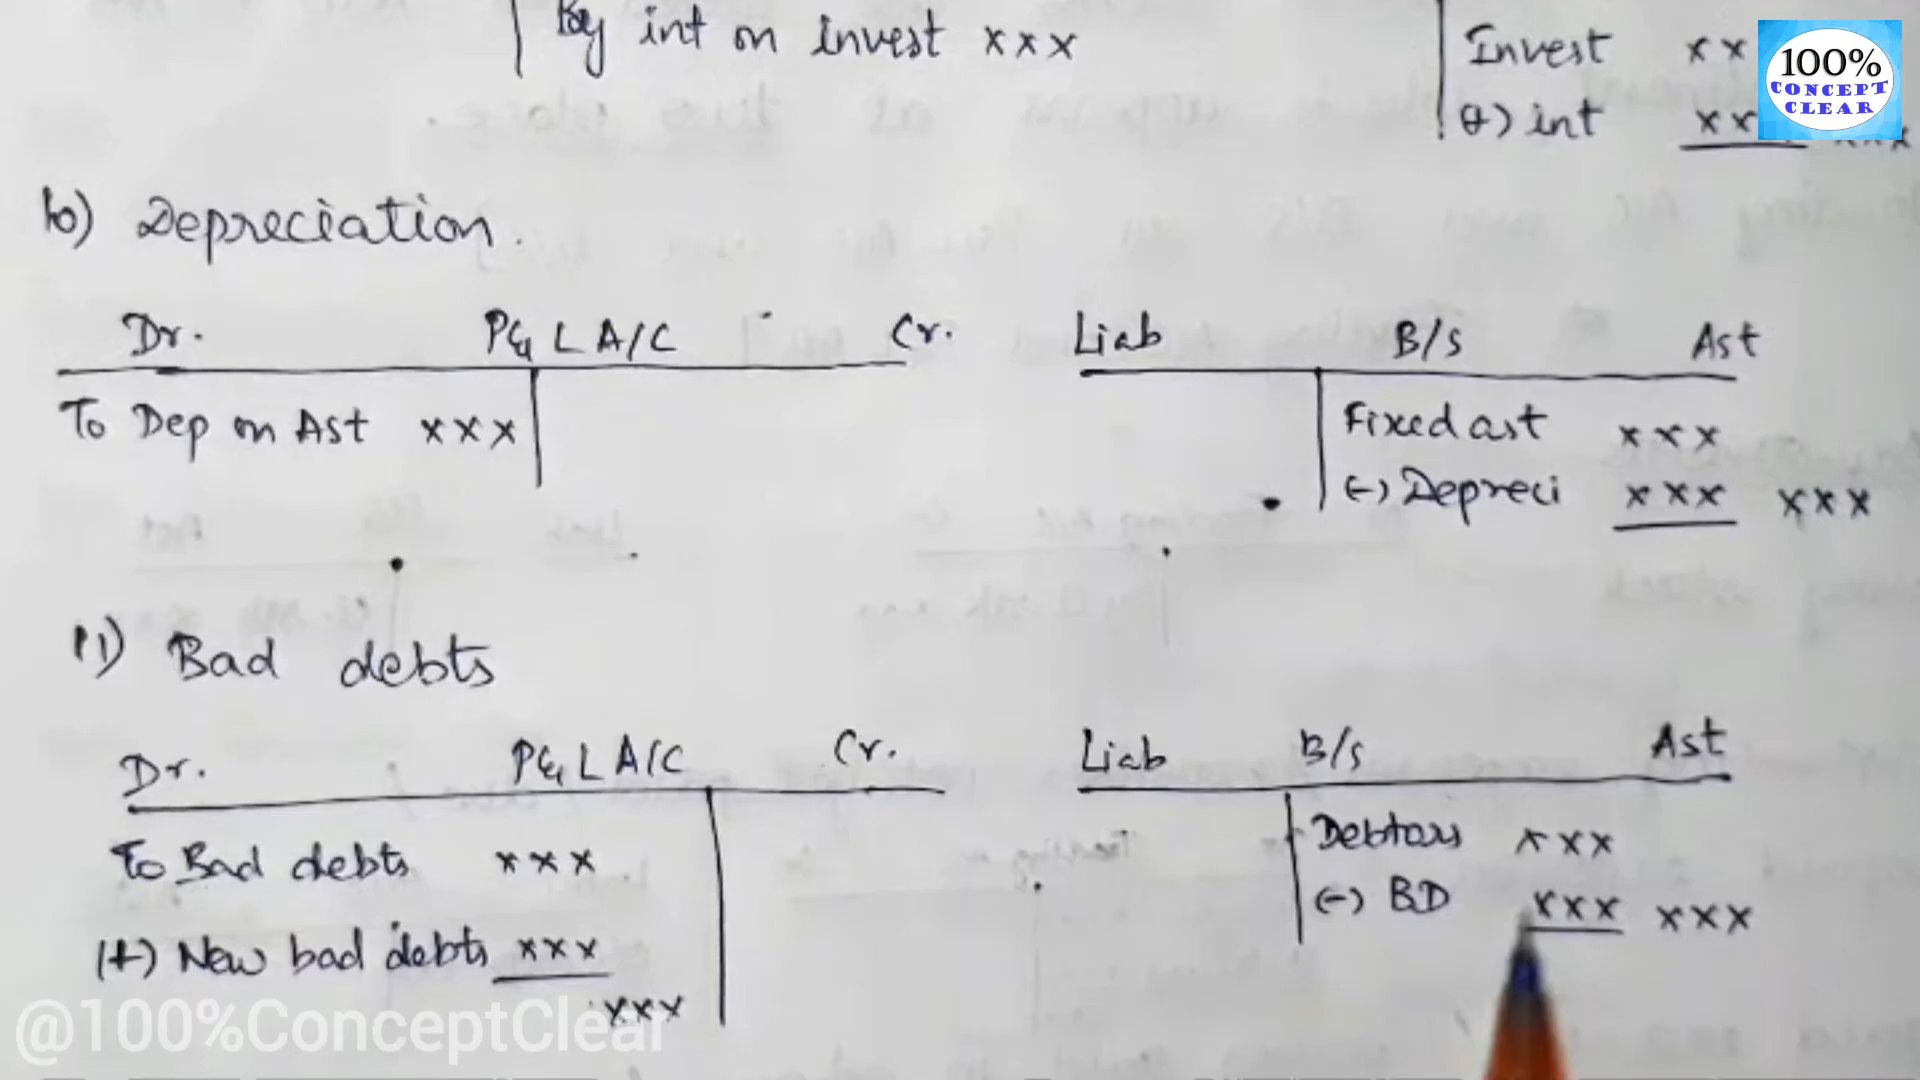 By int on invest xxx
Invest xx
(+) int xx
100%
CONCEPT
CLEAR
10) Depreciation.
Dr. P&L A/C Cr.
To Dep on Ast xxx
Liab B/S Ast
Fixed ast xxx
(-) Depreci xxx xxx
11) Bad debts
Dr. P&L A/C Cr.
To Bad debts xxx
(+) New bad debts xxx
xxx
Liab B/s Ast
Debtors xxx
(-) BD xxx xxx
@100%ConceptClear